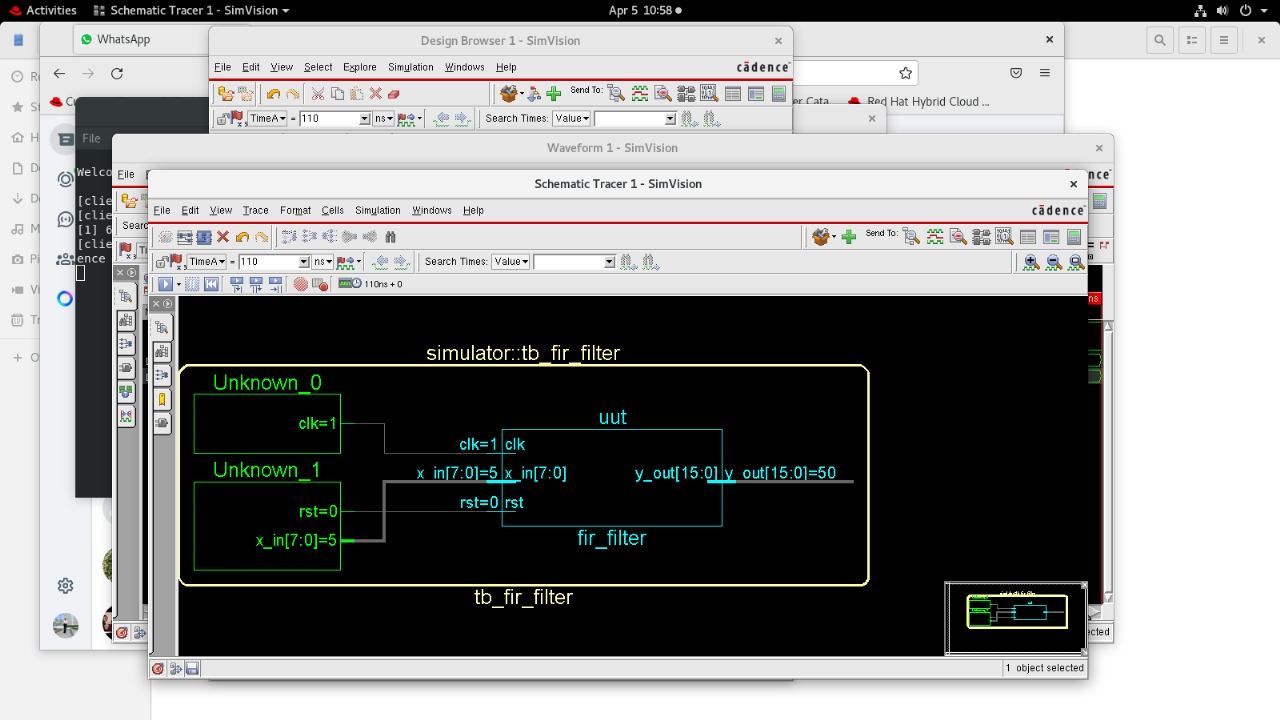 Activities
Schematic Tracer 1 - SimVision
Apr 5 10:58
WhatsApp
Design Browser 1 - SimVision
File Edit View Select Explore Simulation Windows Help
cādence
Send To:
Red Hat Hybrid Cloud ...
er Cata
TimeA = 110 ns
Search Times: Value
File
Waveform 1 - SimVision
Welco
File
nce
[clie
[clie
[1] 6
[clie
ence
Schematic Tracer 1 - SimVision
File Edit View Trace Format Cells Simulation Windows Help
cādence
Send To:
TimeA = 110 ns
Search Times: Value
110ns + 0
simulator::tb_fir_filter
Unknown_0
clk=1
uut
clk=1 clk
Unknown_1
x_in[7:0]=5 x_in[7:0]
y_out[15:0] y_out[15:0]=50
rst=0
rst=0 rst
x_in[7:0]=5
fir_filter
tb_fir_filter
1 object selected
ected